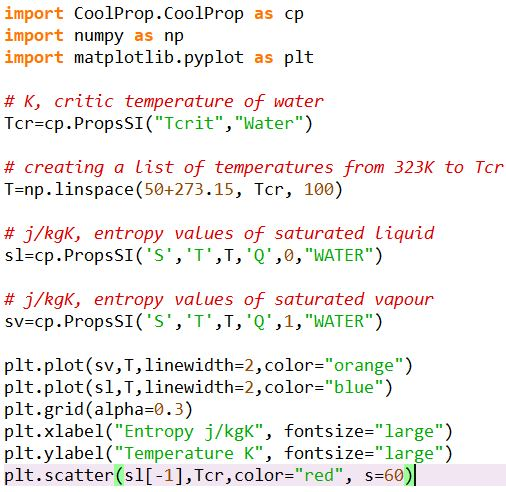 import CoolProp.CoolProp as cp
import numpy as np
import matplotlib.pyplot as plt
# K, critic temperature of water
Tcr=cp.PropsSI("Tcrit","Water")
# creating a list of temperatures from 323K to Tcr
T=np.linspace(50+273.15, Tcr, 100)
# j/kgK, entropy values of saturated liquid
sl=cp.PropsSI('S','T',T,'Q',0,"WATER")
# j/kgK, entropy values of saturated vapour
sv=cp.PropsSI('S','T',T,'Q',1,"WATER")
plt.plot(sv,T,linewidth=2,color="orange")
plt.plot(sl,T,linewidth=2,color="blue")
plt.grid(alpha=0.3)
plt.xlabel("Entropy j/kgK", fontsize="large")
plt.ylabel("Temperature K", fontsize="large")
plt.scatter(sl[-1],Tcr,color="red", s=60)